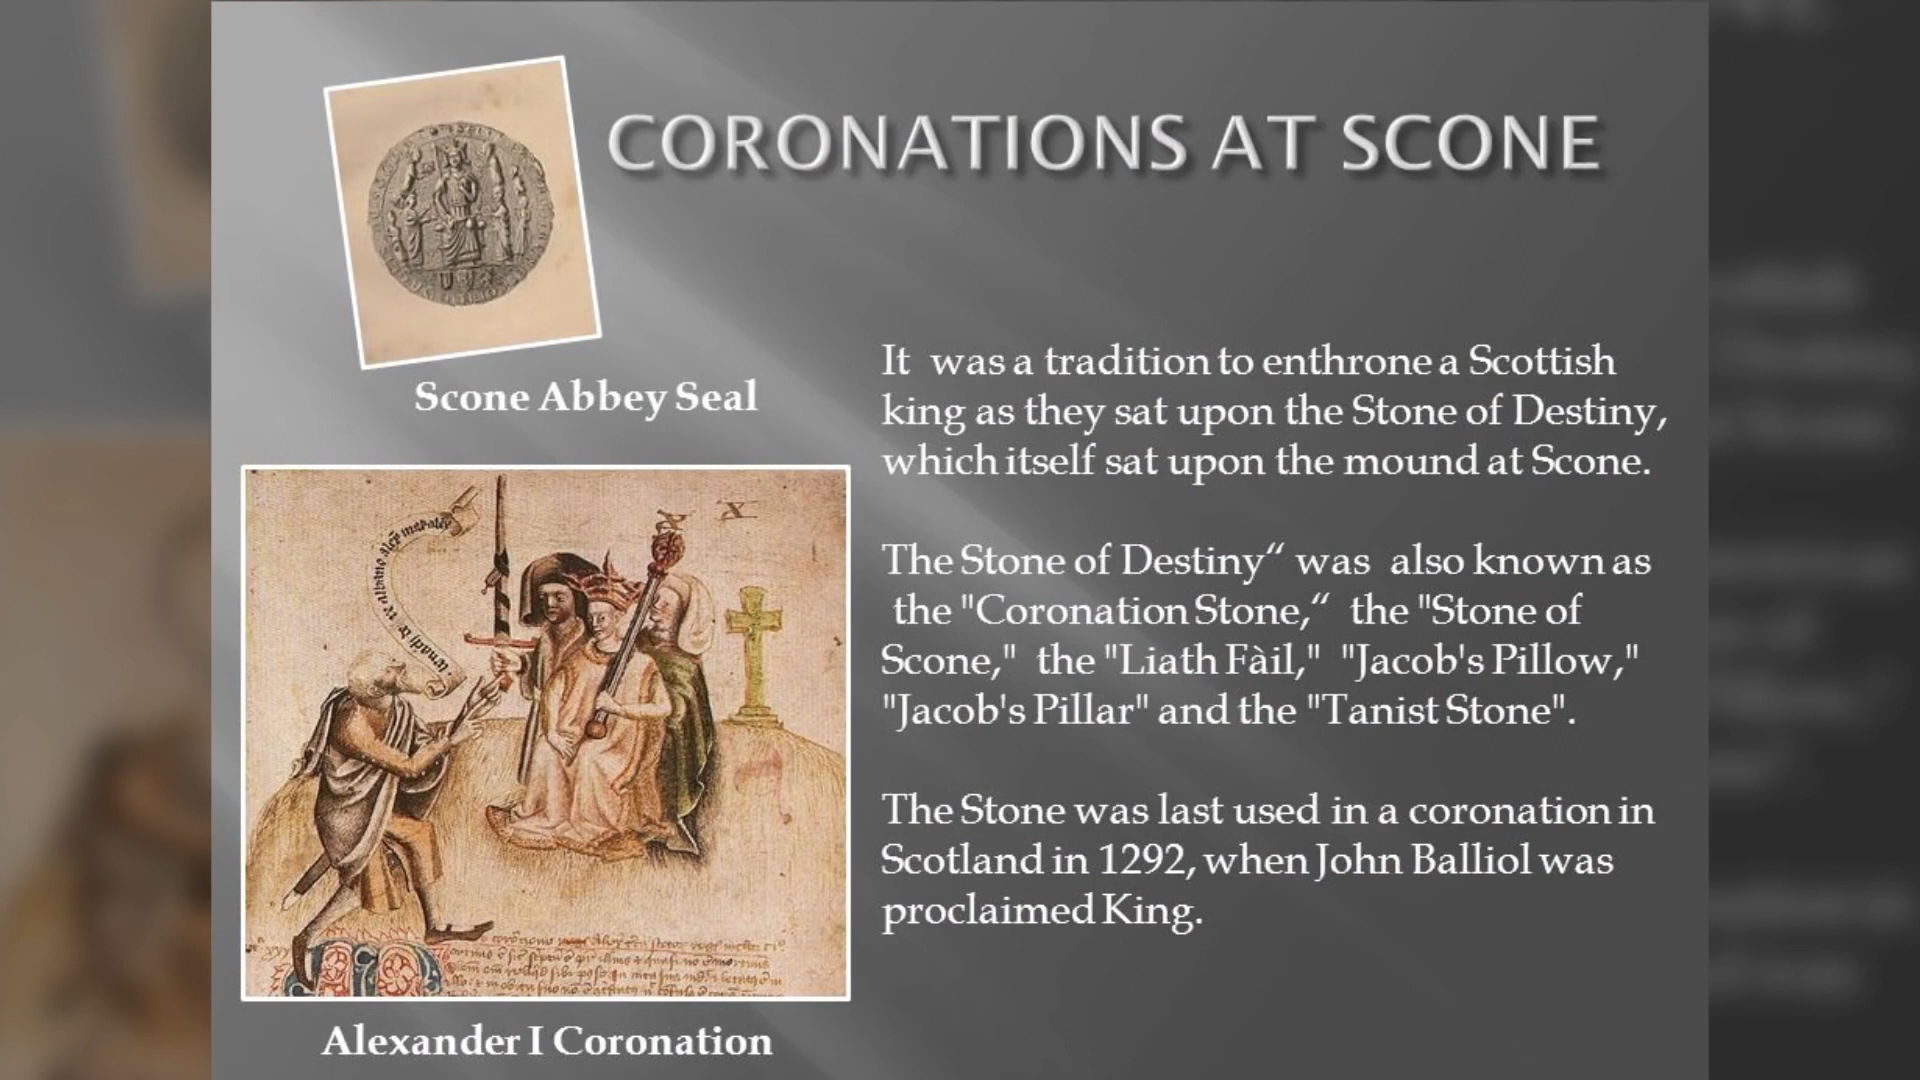 CORONATIONS AT SCONE
Scone Abbey Seal
It was a tradition to enthrone a Scottish
king as they sat upon the Stone of Destiny,
which itself sat upon the mound at Scone.
The Stone of Destiny“ was also known as
the "Coronation Stone,“ the "Stone of
Scone," the "Liath Fàil," "Jacob's Pillow,"
"Jacob's Pillar" and the "Tanist Stone".
The Stone was last used in a coronation in
Scotland in 1292, when John Balliol was
proclaimed King.
Alexander I Coronation